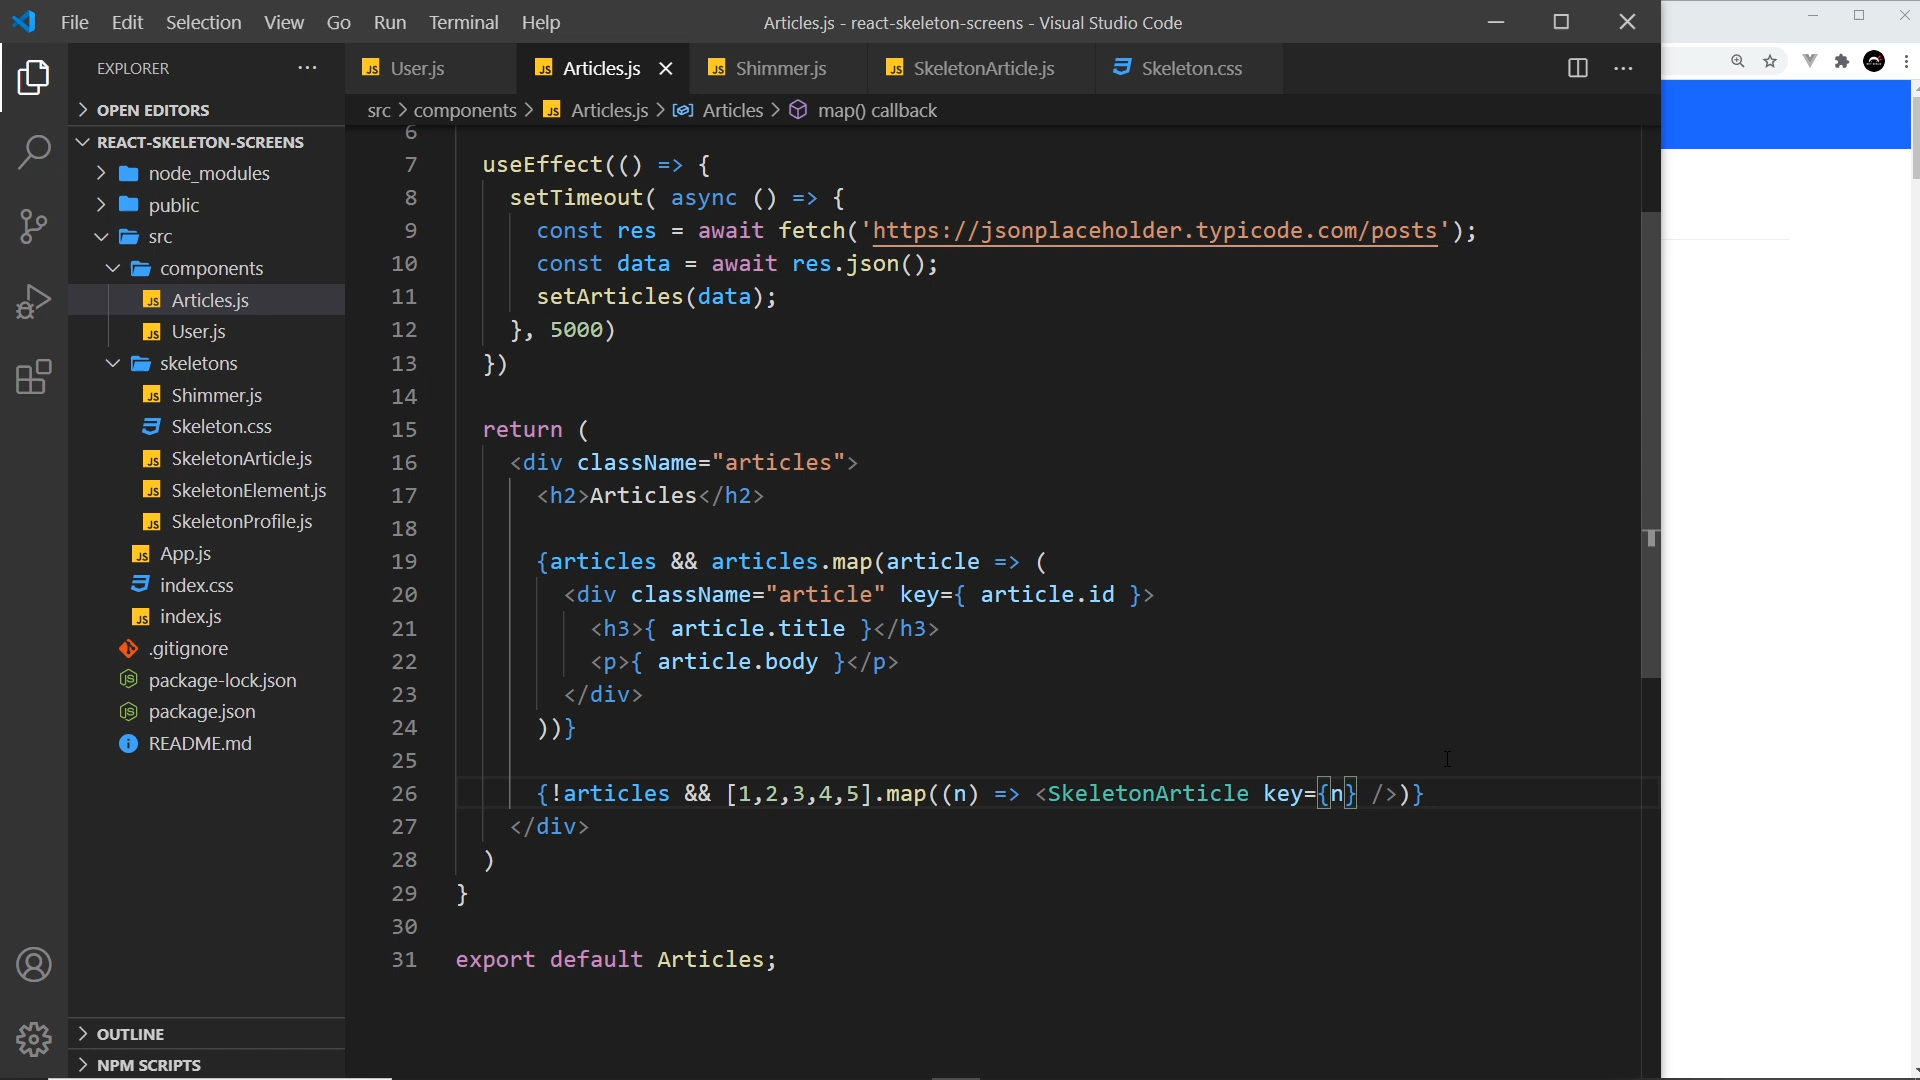 File Edit Selection View Go Run Terminal Help
Articles.js - react-skeleton-screens - Visual Studio Code
EXPLORER
OPEN EDITORS
REACT-SKELETON-SCREENS
node_modules
public
src
components
Articles.js
User.js
skeletons
Shimmer.js
Skeleton.css
SkeletonArticle.js
SkeletonElement.js
SkeletonProfile.js
App.js
index.css
index.js
.gitignore
package-lock.json
package.json
README.md
OUTLINE
NPM SCRIPTS
JS User.js JS Articles.js JS Shimmer.js JS SkeletonArticle.js Skeleton.css
src > components > JS Articles.js > Articles > map() callback
6
7 useEffect(() => {
8 setTimeout( async () => {
9 const res = await fetch('https://jsonplaceholder.typicode.com/posts');
10 const data = await res.json();
11 setArticles(data);
12 }, 5000)
13 })
14
15 return (
16 <div className="articles">
17 <h2>Articles</h2>
18
19 {articles && articles.map(article => (
20 <div className="article" key={ article.id }>
21 <h3>{ article.title }</h3>
22 <p>{ article.body }</p>
23 </div>
24 ))}
25
26 {!articles && [1,2,3,4,5].map((n) => <SkeletonArticle key={n} />)}
27 </div>
28 )
29 }
30
31 export default Articles;